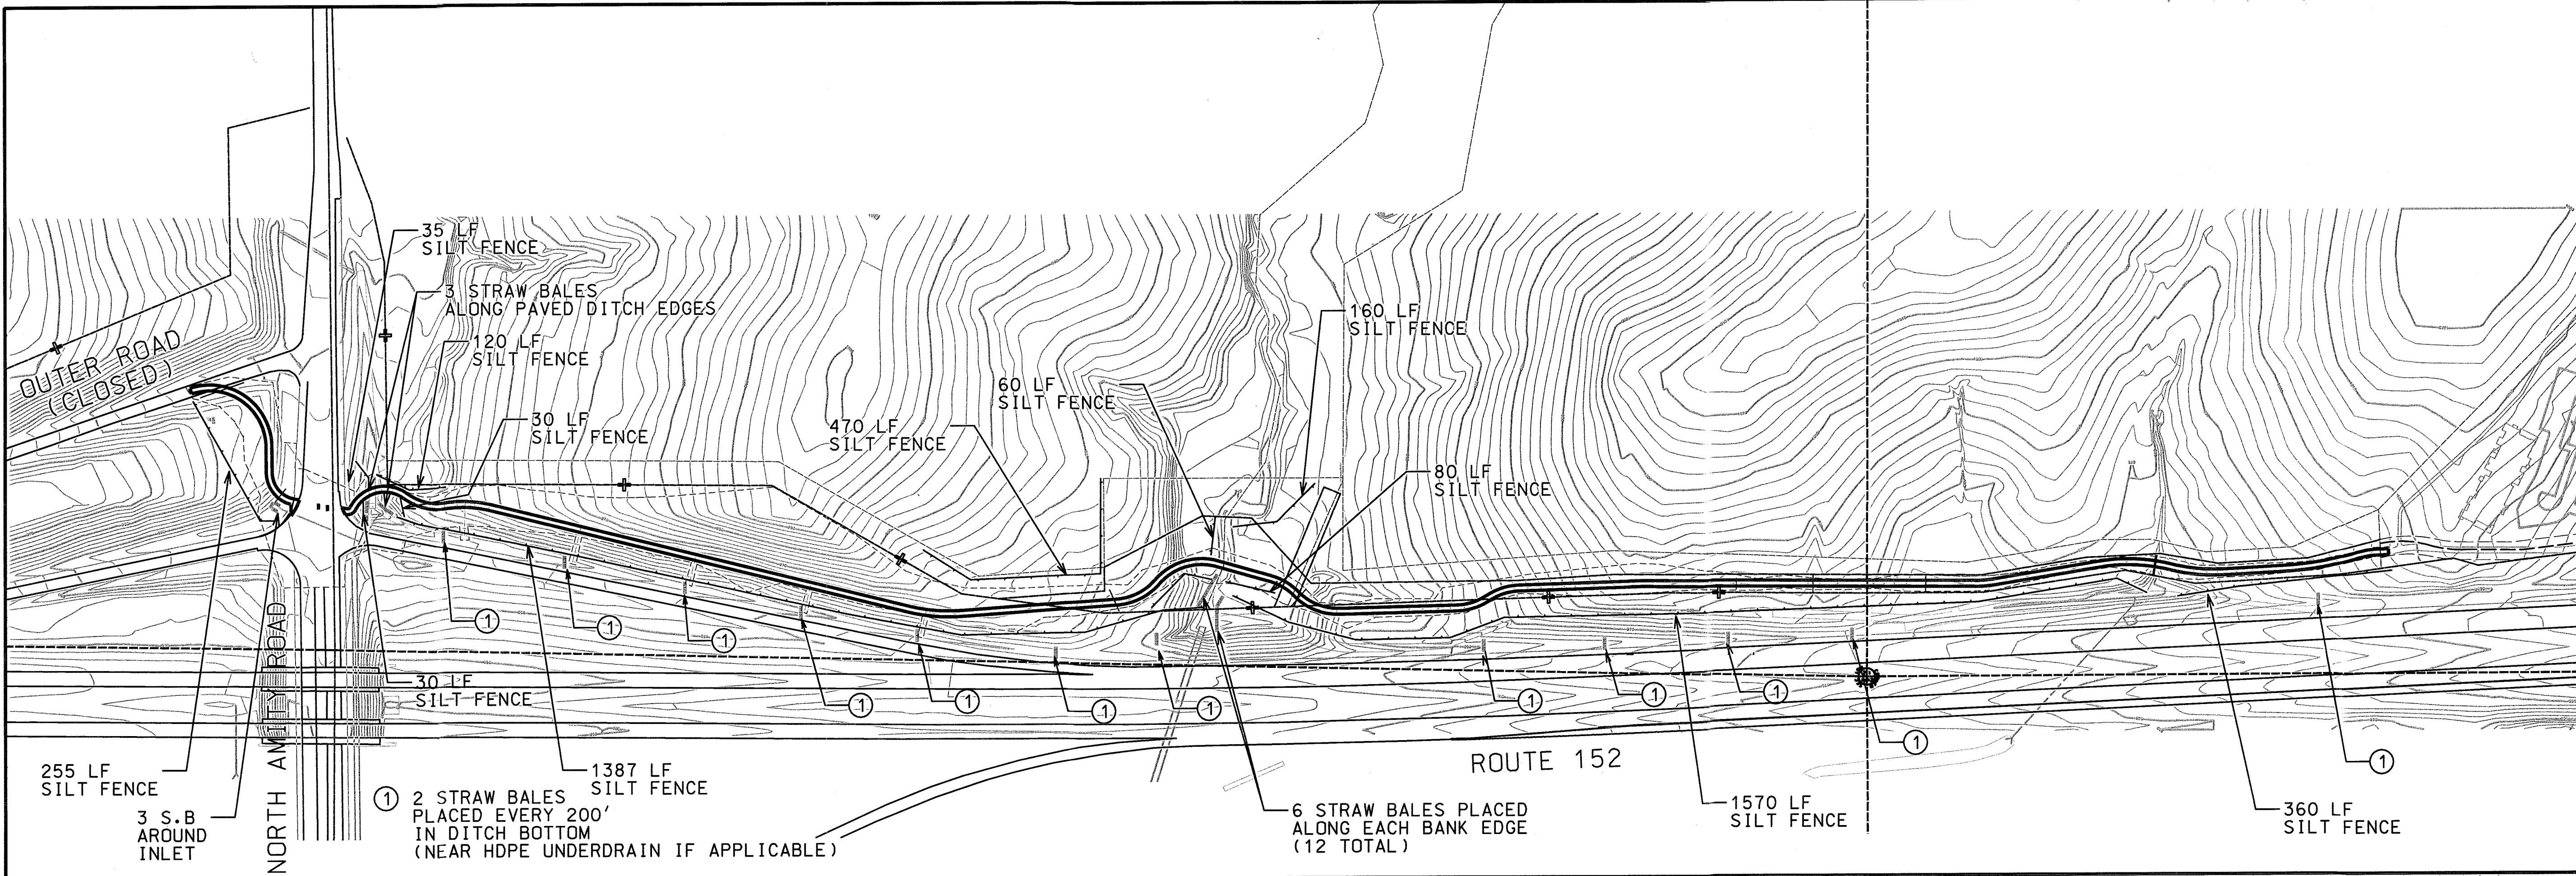 35 LF
SILT FENCE
3 STRAW BALES
ALONG PAVED DITCH EDGES
120 LF
SILT FENCE
30 LF
SILT FENCE
OUTER ROAD
(CLOSED)
470 LF
SILT FENCE
60 LF
SILT FENCE
160 LF
SILT FENCE
80 LF
SILT FENCE
1
1
1
1
1
1
1
1
1
1
1
1
30 LF
SILT FENCE
NORTH AMITY ROAD
ROUTE 152
255 LF
SILT FENCE
3 S.B
AROUND
INLET
1387 LF
SILT FENCE
1 2 STRAW BALES
PLACED EVERY 200'
IN DITCH BOTTOM
(NEAR HDPE UNDERDRAIN IF APPLICABLE)
6 STRAW BALES PLACED
ALONG EACH BANK EDGE
(12 TOTAL)
1570 LF
SILT FENCE
360 LF
SILT FENCE